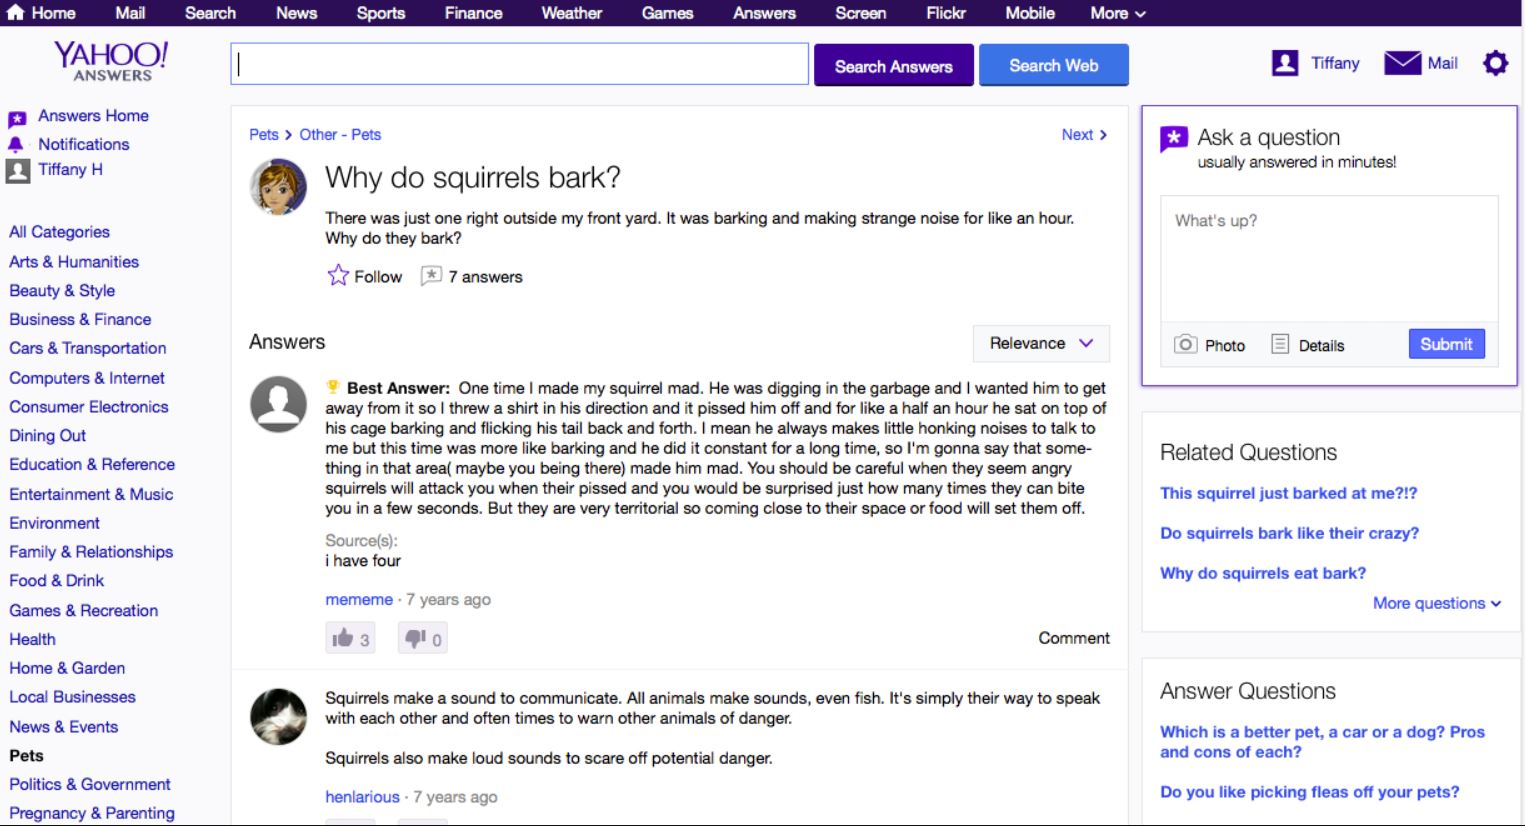 Home Mail Search News Sports Finance Weather Games Answers Screen Flickr Mobile More
YAHOO!
ANSWERS
Search Answers
Search Web
Tiffany
Mail
Answers Home
Notifications
Tiffany H
All Categories
Arts & Humanities
Beauty & Style
Business & Finance
Cars & Transportation
Computers & Internet
Consumer Electronics
Dining Out
Education & Reference
Entertainment & Music
Environment
Family & Relationships
Food & Drink
Games & Recreation
Health
Home & Garden
Local Businesses
News & Events
Pets
Politics & Government
Pregnancy & Parenting
Pets > Other - Pets
Next >
Why do squirrels bark?
There was just one right outside my front yard. It was barking and making strange noise for like an hour.
Why do they bark?
Follow 7 answers
Answers
Relevance
Best Answer: One time I made my squirrel mad. He was digging in the garbage and I wanted him to get
away from it so I threw a shirt in his direction and it pissed him off and for like a half an hour he sat on top of
his cage barking and flicking his tail back and forth. I mean he always makes little honking noises to talk to
me but this time was more like barking and he did it constant for a long time, so I'm gonna say that some-
thing in that area( maybe you being there) made him mad. You should be careful when they seem angry
squirrels will attack you when their pissed and you would be surprised just how many times they can bite
you in a few seconds. But they are very territorial so coming close to their space or food will set them off.
Source(s):
i have four
mememe · 7 years ago
3 0
Comment
Squirrels make a sound to communicate. All animals make sounds, even fish. It's simply their way to speak
with each other and often times to warn other animals of danger.
Squirrels also make loud sounds to scare off potential danger.
henlarious · 7 years ago
Ask a question
usually answered in minutes!
What's up?
Photo Details Submit
Related Questions
This squirrel just barked at me?!?
Do squirrels bark like their crazy?
Why do squirrels eat bark?
More questions
Answer Questions
Which is a better pet, a car or a dog? Pros
and cons of each?
Do you like picking fleas off your pets?